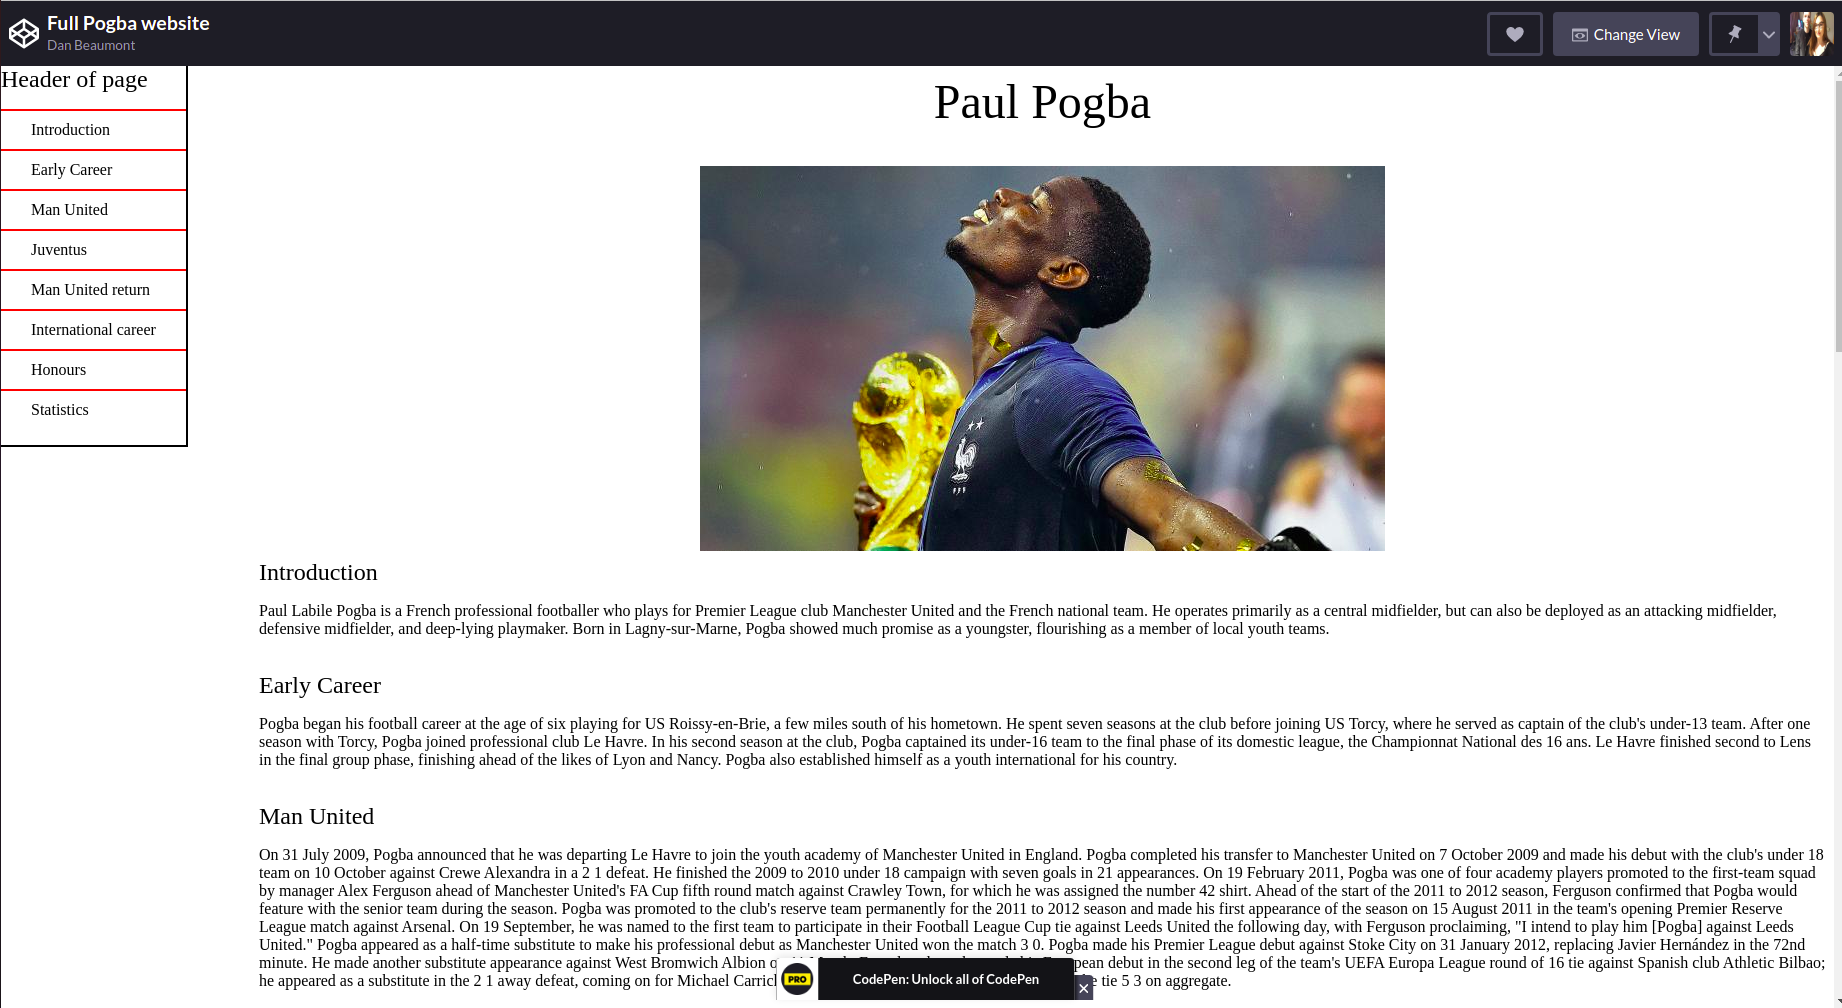 Full Pogba website
Dan Beaumont
Change View
Header of page
Introduction
Early Career
Man United
Juventus
Man United return
International career
Honours
Statistics
Paul Pogba
FFF
Introduction
Paul Labile Pogba is a French professional footballer who plays for Premier League club Manchester United and the French national team. He operates primarily as a central midfielder, but can also be deployed as an attacking midfielder,
defensive midfielder, and deep-lying playmaker. Born in Lagny-sur-Marne, Pogba showed much promise as a youngster, flourishing as a member of local youth teams.
Early Career
Pogba began his football career at the age of six playing for US Roissy-en-Brie, a few miles south of his hometown. He spent seven seasons at the club before joining US Torcy, where he served as captain of the club's under-13 team. After one
season with Torcy, Pogba joined professional club Le Havre. In his second season at the club, Pogba captained its under-16 team to the final phase of its domestic league, the Championnat National des 16 ans. Le Havre finished second to Lens
in the final group phase, finishing ahead of the likes of Lyon and Nancy. Pogba also established himself as a youth international for his country.
Man United
On 31 July 2009, Pogba announced that he was departing Le Havre to join the youth academy of Manchester United in England. Pogba completed his transfer to Manchester United on 7 October 2009 and made his debut with the club's under 18
team on 10 October against Crewe Alexandra in a 2 1 defeat. He finished the 2009 to 2010 under 18 campaign with seven goals in 21 appearances. On 19 February 2011, Pogba was one of four academy players promoted to the first-team squad
by manager Alex Ferguson ahead of Manchester United's FA Cup fifth round match against Crawley Town, for which he was assigned the number 42 shirt. Ahead of the start of the 2011 to 2012 season, Ferguson confirmed that Pogba would
feature with the senior team during the season. Pogba was promoted to the club's reserve team permanently for the 2011 to 2012 season and made his first appearance of the season on 15 August 2011 in the team's opening Premier Reserve
League match against Arsenal. On 19 September, he was named to the first team to participate in their Football League Cup tie against Leeds United the following day, with Ferguson proclaiming, "I intend to play him [Pogba] against Leeds
United." Pogba appeared as a half-time substitute to make his professional debut as Manchester United won the match 3 0. Pogba made his Premier League debut against Stoke City on 31 January 2012, replacing Javier Hernández in the 72nd
minute. He made another substitute appearance against West Bromwich Albion debut in the second leg of the team's UEFA Europa League round of 16 tie against Spanish club Athletic Bilbao;
he appeared as a substitute in the 2 1 away defeat, coming on for Michael tie 5 3 on aggregate.
PRO
CodePen: Unlock all of CodePen